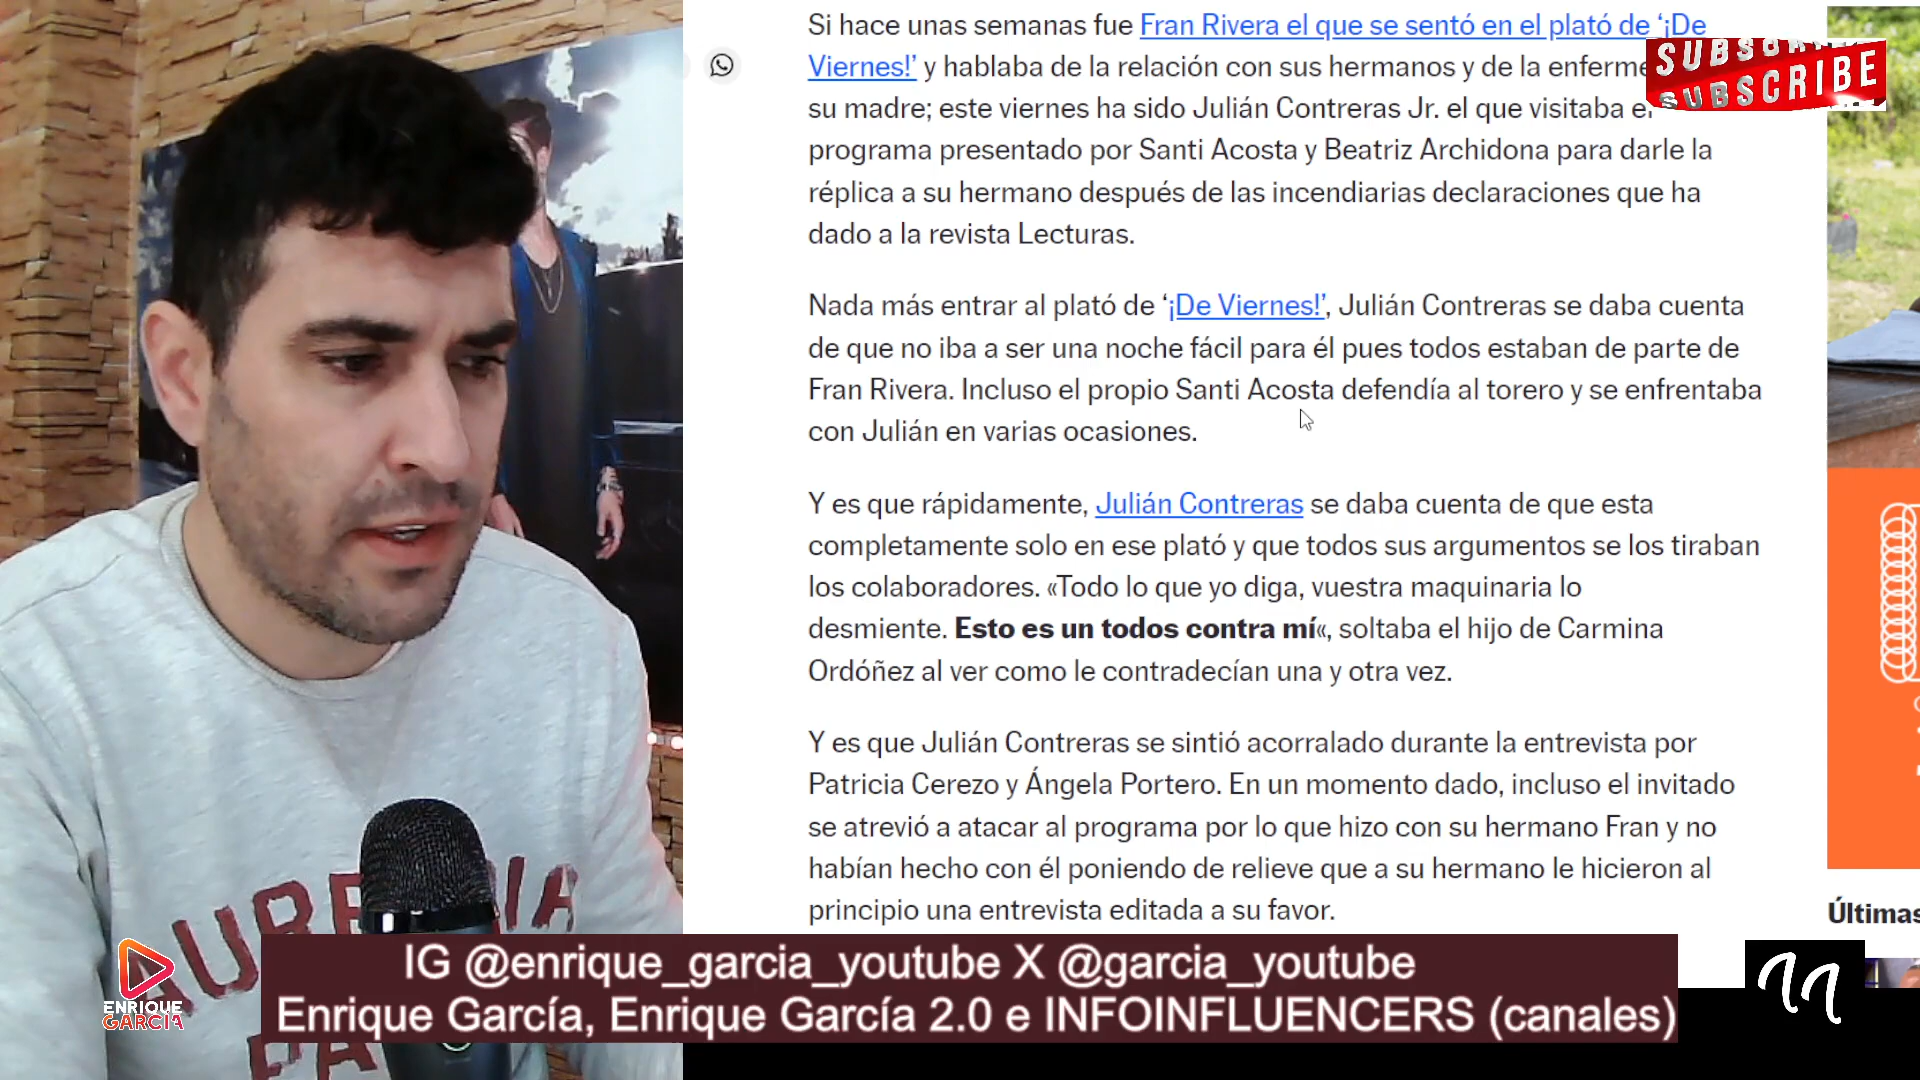 Si hace unas semanas fue Fran Rivera el que se sentó en el plató de ‘¡De
Viernes!’ y hablaba de la relación con sus hermanos y de la enferme
su madre; este viernes ha sido Julián Contreras Jr. el que visitaba el
programa presentado por Santi Acosta y Beatriz Archidona para darle la
réplica a su hermano después de las incendiarias declaraciones que ha
dado a la revista Lecturas.
Nada más entrar al plató de ‘¡De Viernes!’, Julián Contreras se daba cuenta
de que no iba a ser una noche fácil para él pues todos estaban de parte de
Fran Rivera. Incluso el propio Santi Acosta defendía al torero y se enfrentaba
con Julián en varias ocasiones.
Y es que rápidamente, Julián Contreras se daba cuenta de que esta
completamente solo en ese plató y que todos sus argumentos se los tiraban
los colaboradores. «Todo lo que yo diga, vuestra maquinaria lo
desmiente. Esto es un todos contra mí«, soltaba el hijo de Carmina
Ordóñez al ver como le contradecían una y otra vez.
Y es que Julián Contreras se sintió acorralado durante la entrevista por
Patricia Cerezo y Ángela Portero. En un momento dado, incluso el invitado
se atrevió a atacar al programa por lo que hizo con su hermano Fran y no
habían hecho con él poniendo de relieve que a su hermano le hicieron al
principio una entrevista editada a su favor.
SUBSCRIBE
SUBSCRIBE
Últimas
IG @enrique_garcia_youtube X @garcia_youtube
Enrique García, Enrique García 2.0 e INFOINFLUENCERS (canales)
ENRIQUE
GARCÍA